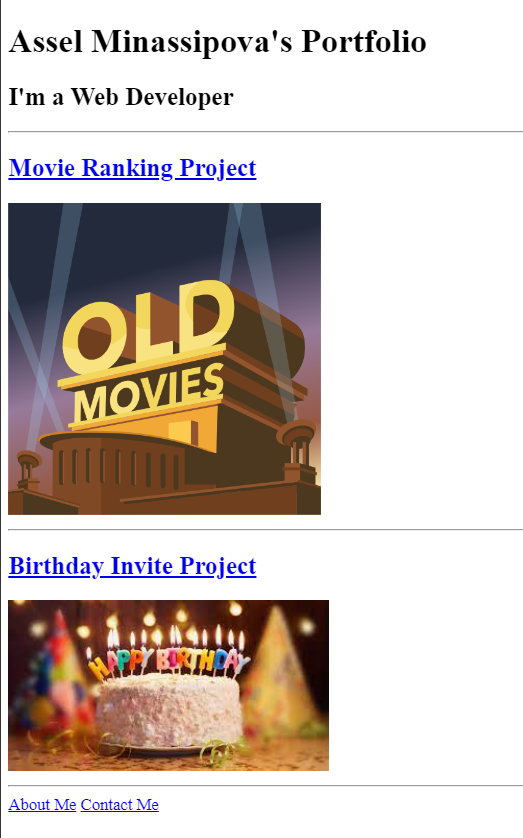 Assel Minassipova's Portfolio
I'm a Web Developer
Movie Ranking Project
OLD
MOVIES
Birthday Invite Project
HAPPY BIRTHDAY
About Me Contact Me